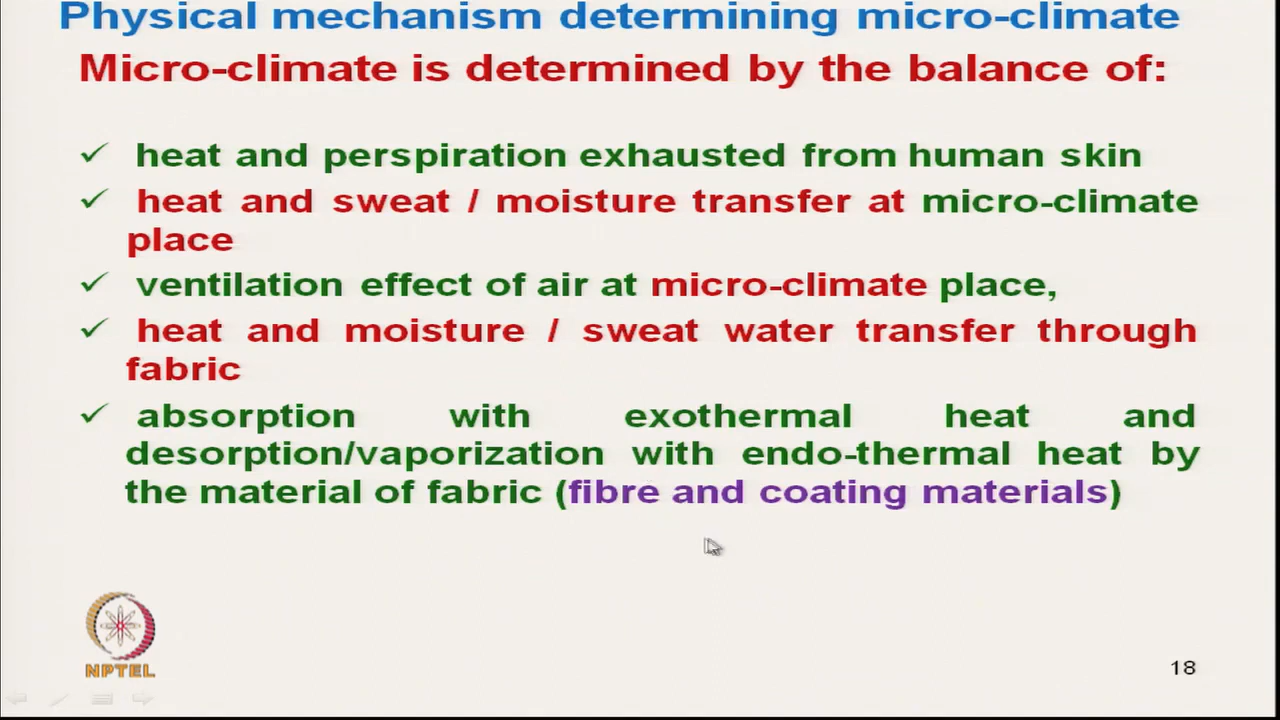 Physical mechanism determining micro-climate
Micro-climate is determined by the balance of:
✓ heat and perspiration exhausted from human skin
✓ heat and sweat / moisture transfer at micro-climate
place
✓ ventilation effect of air at micro-climate place,
✓ heat and moisture / sweat water transfer through
fabric
✓ absorption with exothermal heat and
desorption/vaporization with endo-thermal heat by
the material of fabric (fibre and coating materials)
NPTEL
18